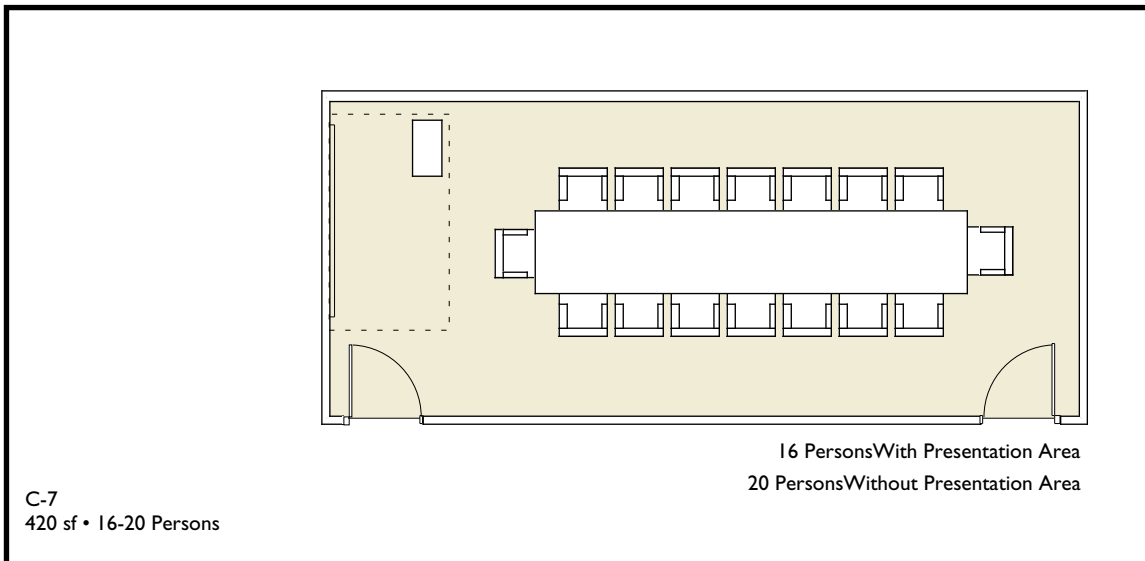 16 PersonsWith Presentation Area
20 PersonsWithout Presentation Area
C-7
420 sf • 16-20 Persons